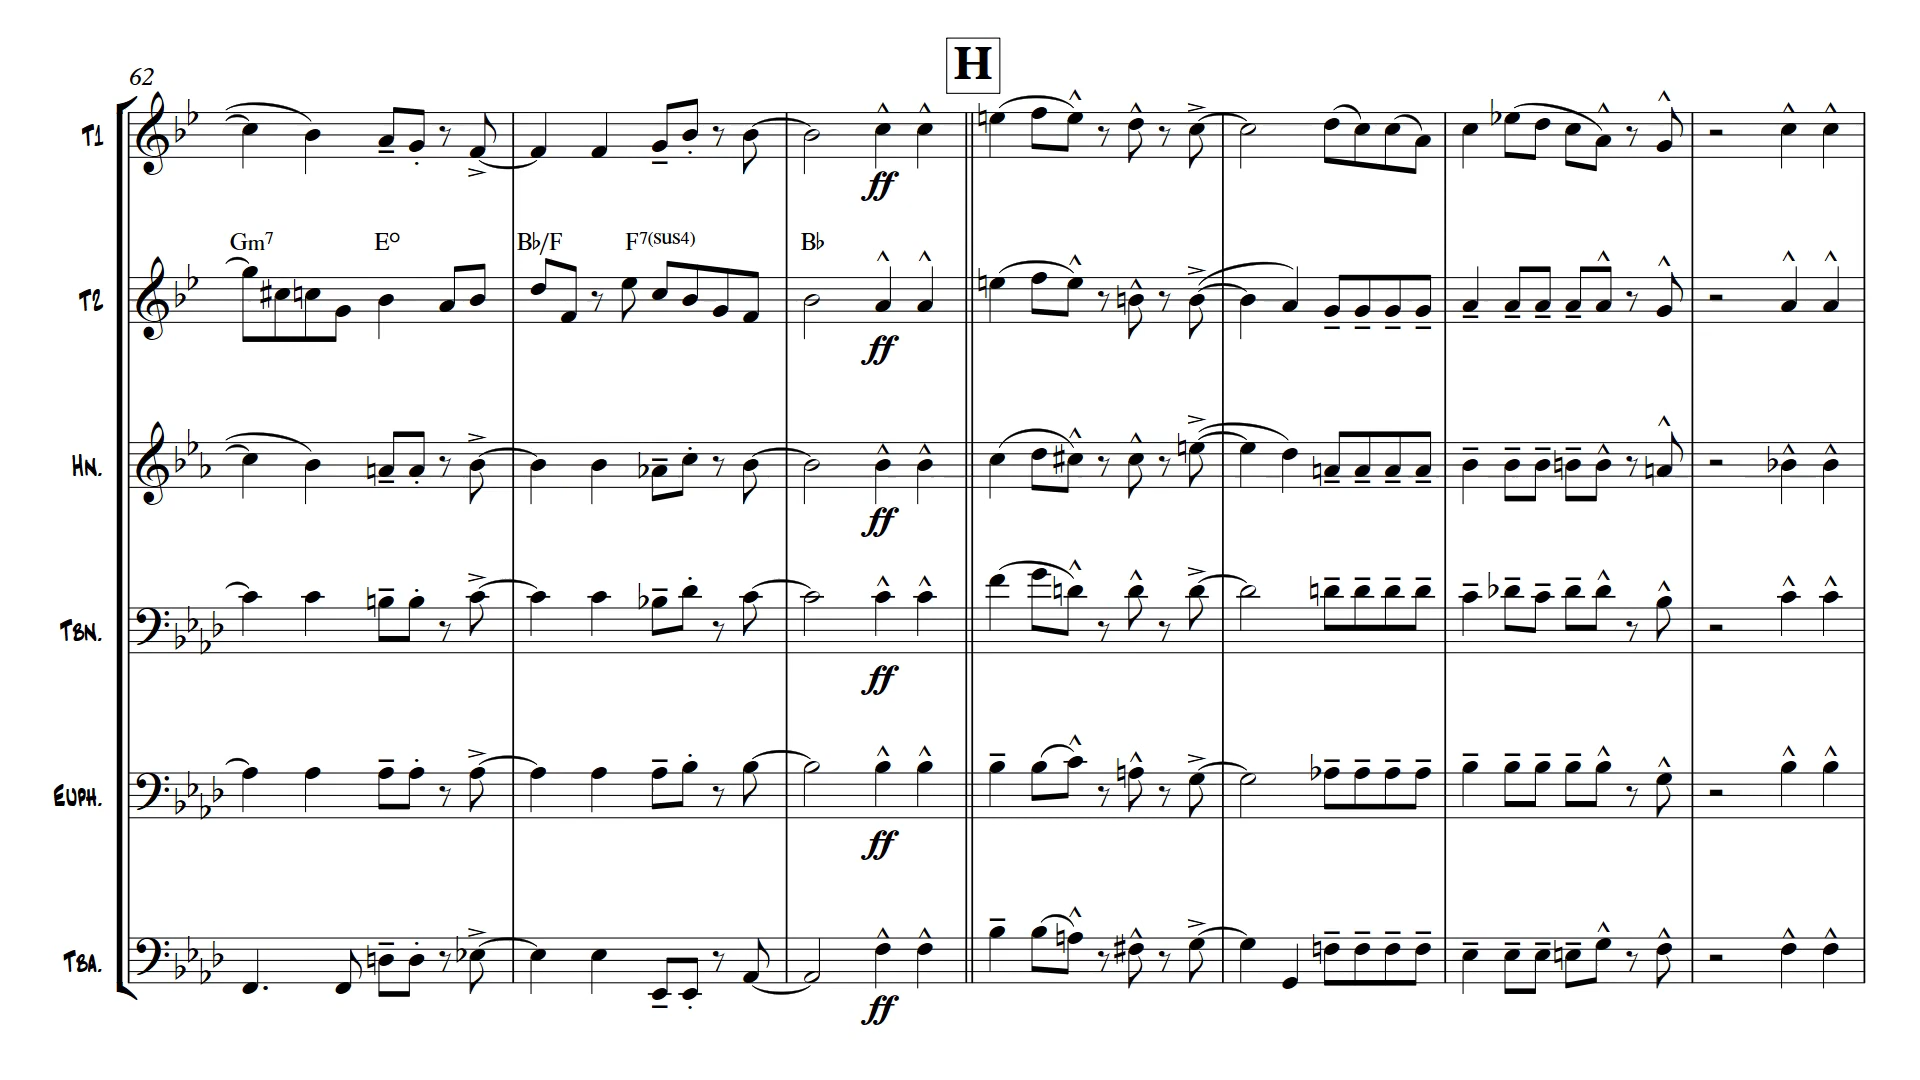 H
62
T1
ff
Gm7 E° B♭/F F7(sus4) B♭
T2
ff
HN.
ff
TBN.
ff
EUPH.
ff
TBA.
ff